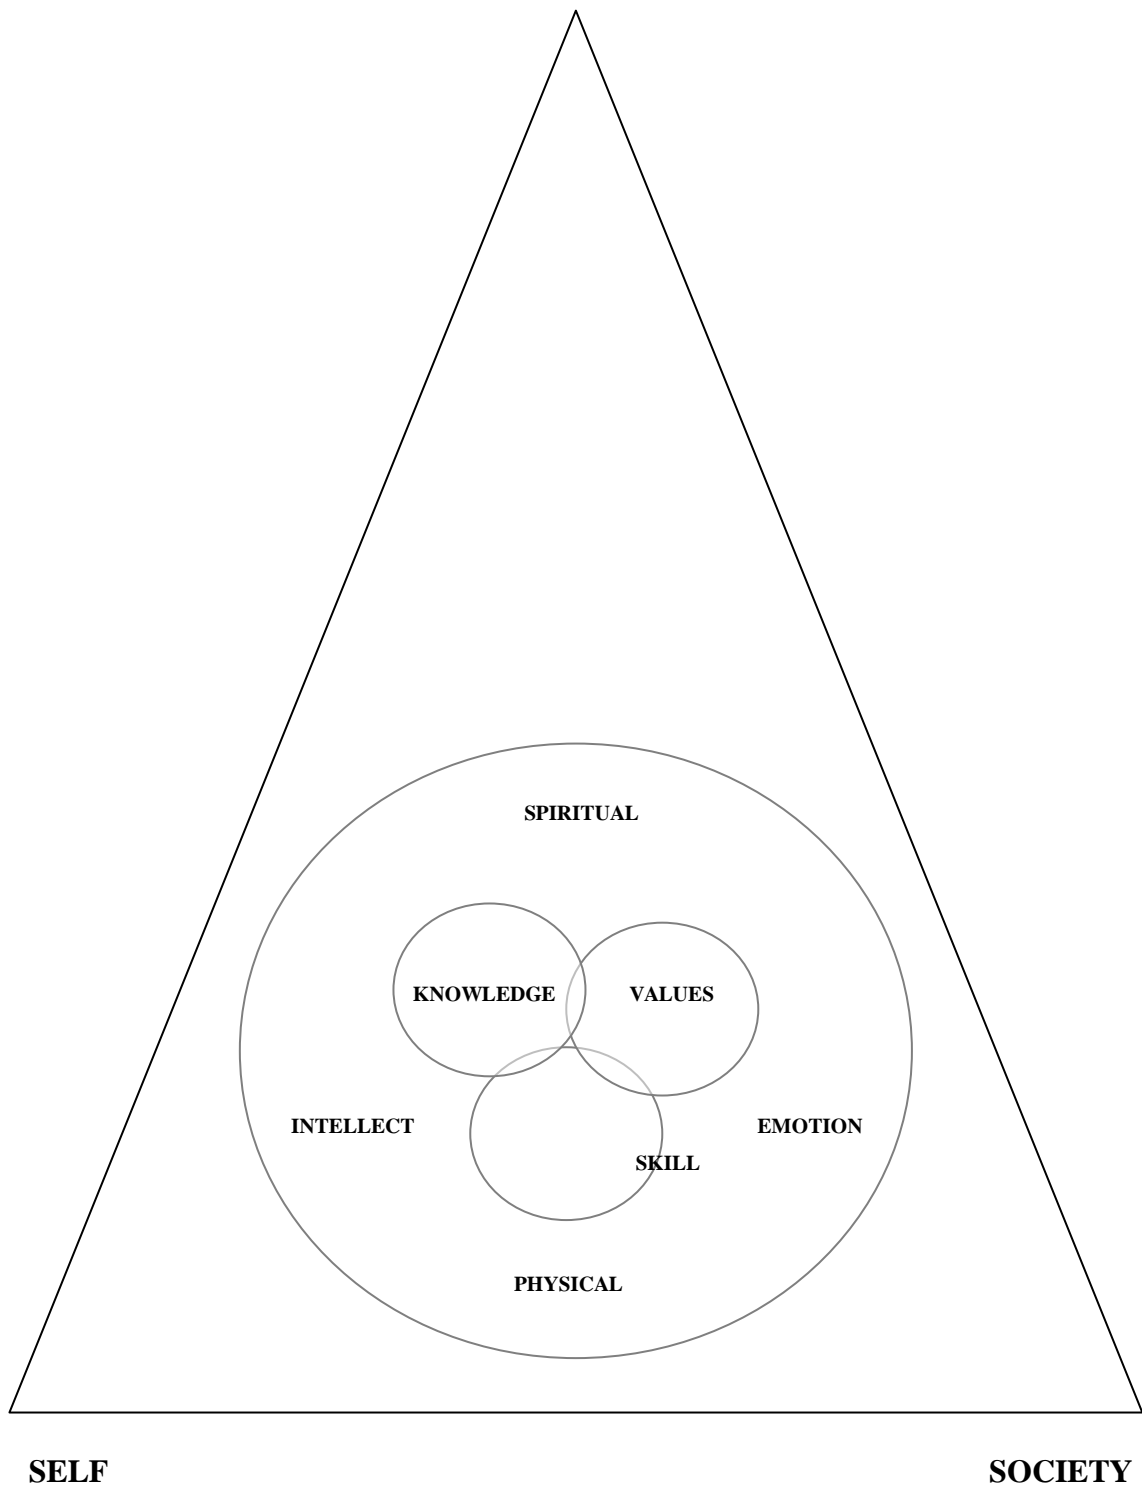 SPIRITUAL
KNOWLEDGE VALUES
INTELLECT EMOTION
SKILL
PHYSICAL
SELF SOCIETY